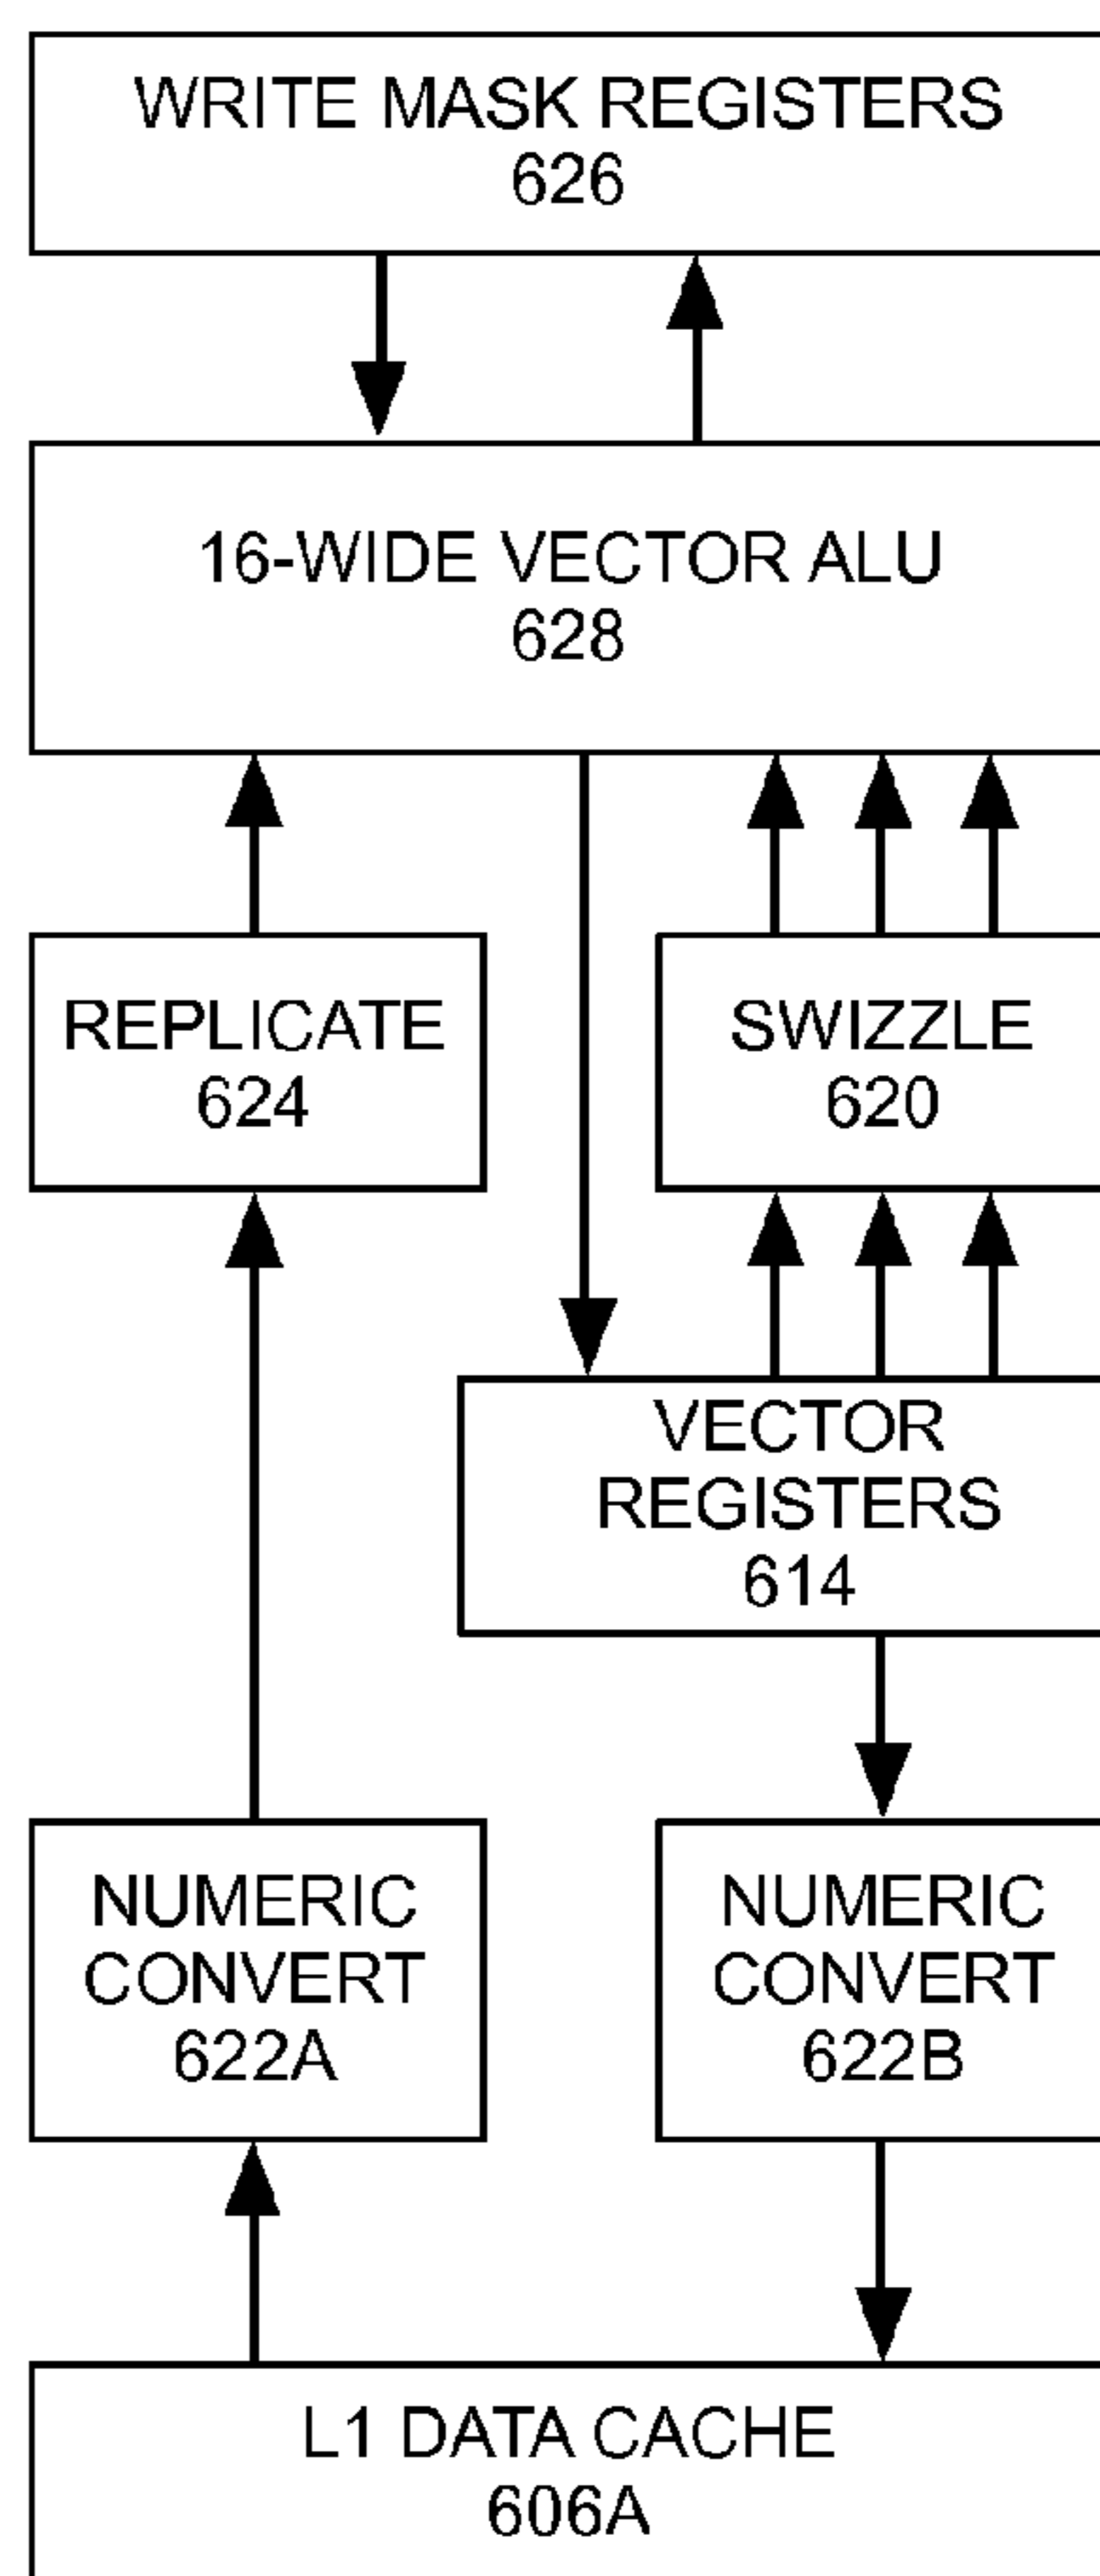 WRITE MASK REGISTERS
626
16-WIDE VECTOR ALU
628
REPLICATE
624
SWIZZLE
620
VECTOR
REGISTERS
614
NUMERIC
CONVERT
622A
NUMERIC
CONVERT
622B
L1 DATA CACHE
606A